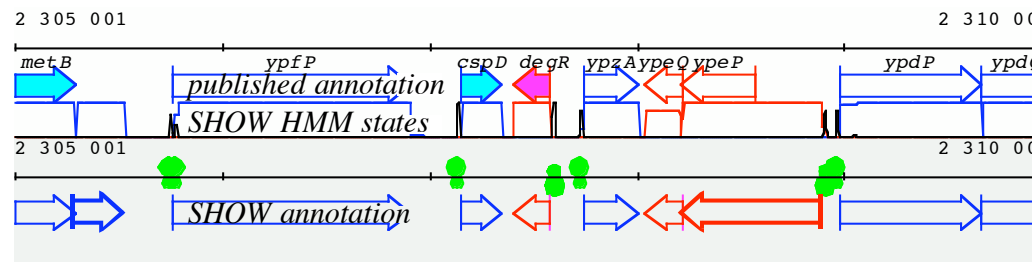 2 305 001 2 310 00
metB ypfP cspD degR ypzA ypeQ ypeP ypdP ypdq
published annotation
SHOW HMM states
2 305 001 2 310 00
SHOW annotation